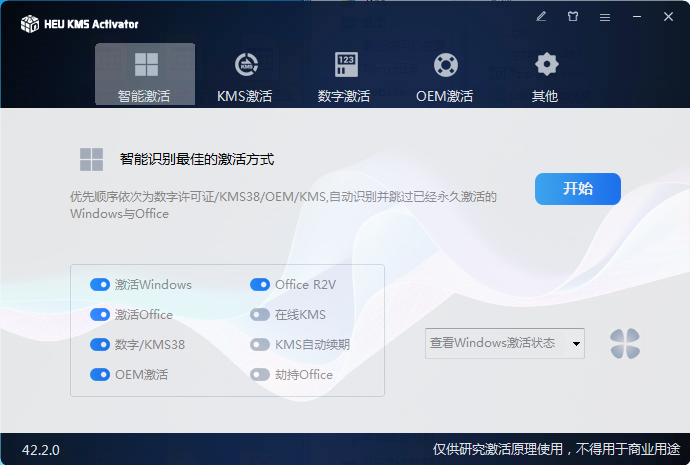 HEU KMS Activator
智能激活
KMS激活
数字激活
OEM激活
其他
智能识别最佳的激活方式
优先顺序依次为数字许可证/KMS38/OEM/KMS,自动识别并跳过已经永久激活的
Windows与Office
开始
激活Windows
Office R2V
激活Office
在线KMS
数字/KMS38
KMS自动续期
OEM激活
劫持Office
查看Windows激活状态
42.2.0
仅供研究激活原理使用，不得用于商业用途